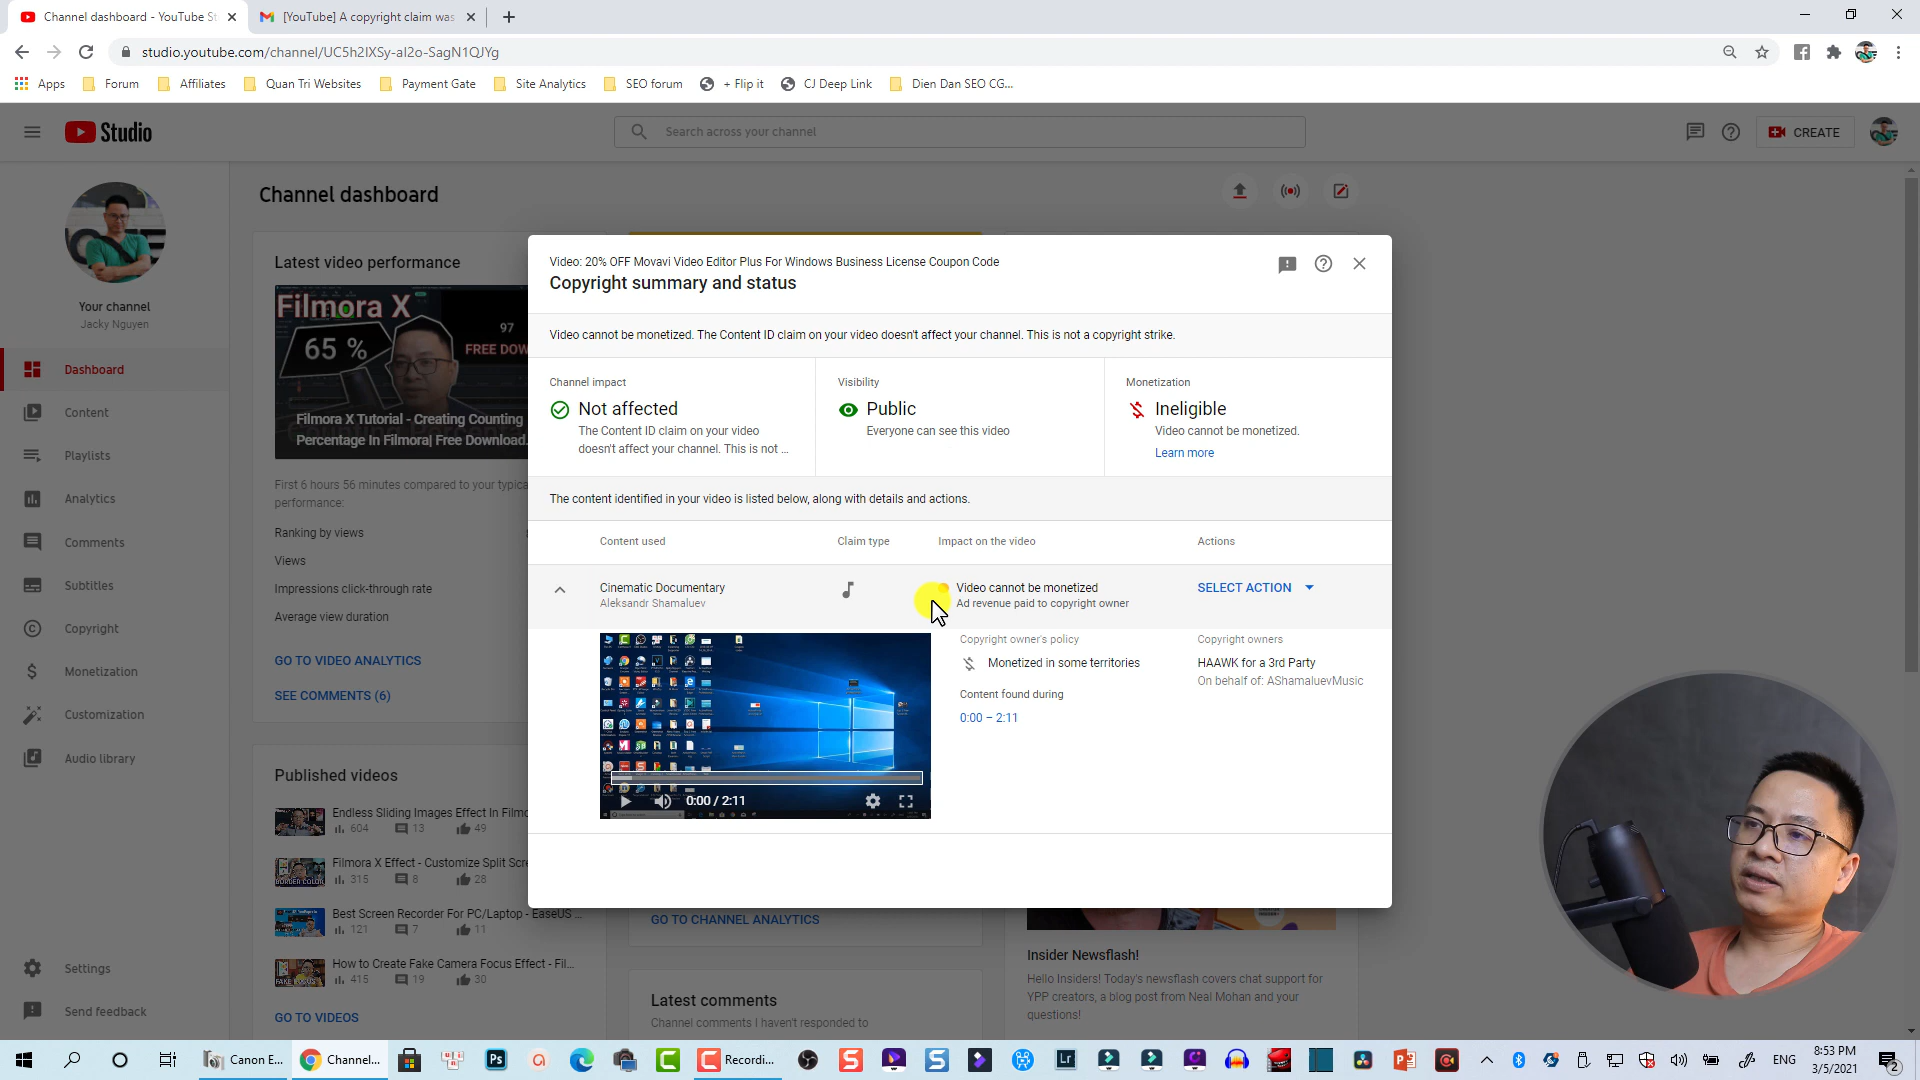 Channel dashboard - YouTube St
[YouTube] A copyright claim was
studio.youtube.com/channel/UC5h2IXSy-aI2o-SagN1QJYg
Apps
Forum
Affiliates
Quan Tri Websites
Payment Gate
Site Analytics
SEO forum
+ Flip it
CJ Deep Link
Dien Dan SEO CG...
Studio
Search across your channel
CREATE
Your channel
Jacky Nguyen
Dashboard
Content
Playlists
Analytics
Comments
Subtitles
Copyright
Monetization
Customization
Audio library
Settings
Send feedback
Channel dashboard
Latest video performance
Filmora X
65 %
97
FREE DOW
Filmora X Tutorial - Creating Counting
Percentage In Filmora| Free Download.
First 6 hours 56 minutes compared to your typica
performance:
Ranking by views
Views
Impressions click-through rate
Average view duration
GO TO VIDEO ANALYTICS
SEE COMMENTS (6)
Published videos
Endless Sliding Images Effect In Filmo
604 13 49
Filmora X Effect - Customize Split Scre
315 8 28
BORDER COLOR
Best Screen Recorder For PC/Laptop - EaseUS ...
121 7 11
How to Create Fake Camera Focus Effect - Fil...
415 19 30
FAKE FOCUS
GO TO VIDEOS
Video: 20% OFF Movavi Video Editor Plus For Windows Business License Coupon Code
Copyright summary and status
Video cannot be monetized. The Content ID claim on your video doesn't affect your channel. This is not a copyright strike.
Channel impact
Not affected
The Content ID claim on your video
doesn't affect your channel. This is not ...
Visibility
Public
Everyone can see this video
Monetization
Ineligible
Video cannot be monetized.
Learn more
The content identified in your video is listed below, along with details and actions.
Content used
Claim type
Impact on the video
Actions
Cinematic Documentary
Aleksandr Shamaluev
Video cannot be monetized
Ad revenue paid to copyright owner
SELECT ACTION
Copyright owner's policy
Monetized in some territories
Content found during
0:00 – 2:11
Copyright owners
HAAWK for a 3rd Party
On behalf of: AShamaluevMusic
0:00 / 2:11
GO TO CHANNEL ANALYTICS
Latest comments
Channel comments I haven't responded to
Insider Newsflash!
Hello Insiders! Today's newsflash covers chat support for
YPP creators, a blog post from Neal Mohan and your
questions!
Canon E...
Channel...
Recordi...
ENG
8:53 PM
3/5/2021
2